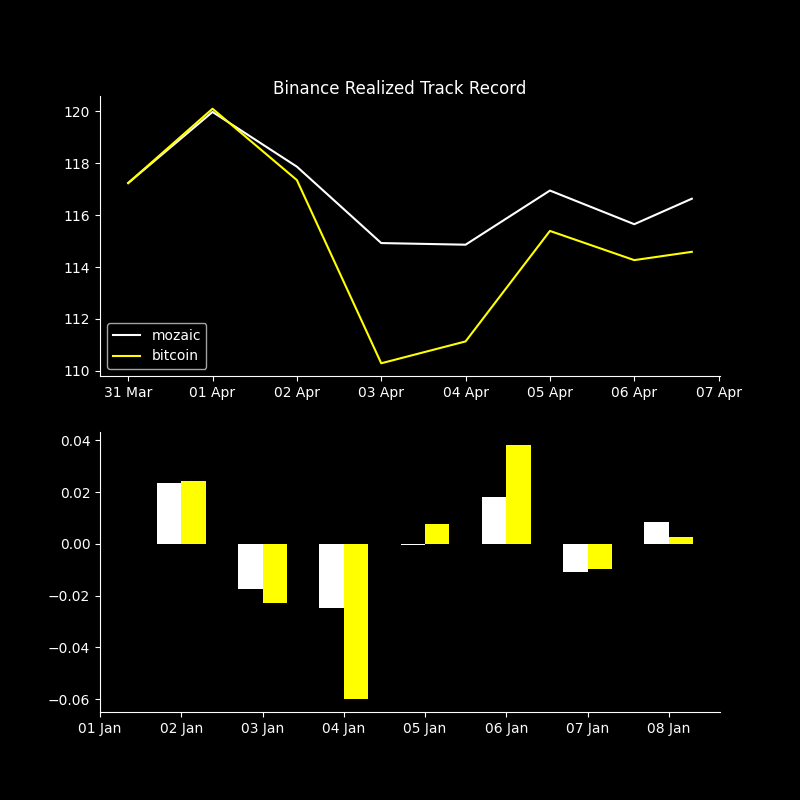 Binance Realized Track Record
120
118
116
114
112
110
mozaic
bitcoin
31 Mar 01 Apr 02 Apr 03 Apr 04 Apr 05 Apr 06 Apr 07 Apr
0.04
0.02
0.00
−0.02
−0.04
−0.06
01 Jan 02 Jan 03 Jan 04 Jan 05 Jan 06 Jan 07 Jan 08 Jan